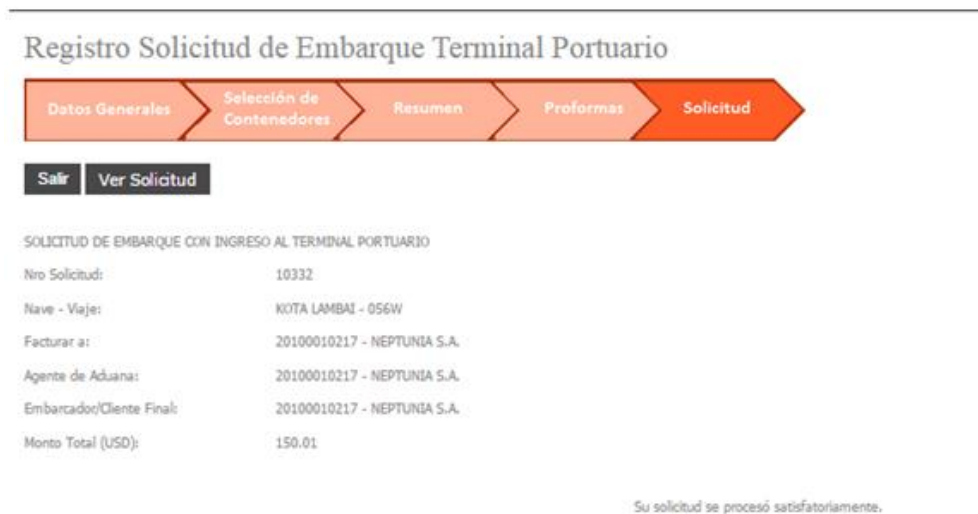 Registro Solicitud de Embarque Terminal Portuario
Datos Generales
Selección de
Contenedores
Resumen
Proformas
Solicitud
Salir
Ver Solicitud
SOLICITUD DE EMBARQUE CON INGRESO AL TERMINAL PORTUARIO
Nro Solicitud: 10332
Nave - Viaje: KOTA LAMBAI - 056W
Facturar a: 20100010217 - NEPTUNIA S.A.
Agente de Aduana: 20100010217 - NEPTUNIA S.A.
Embarcador/Cliente Final: 20100010217 - NEPTUNIA S.A.
Monto Total (USD): 150.01
Su solicitud se procesó satisfatoriamente.